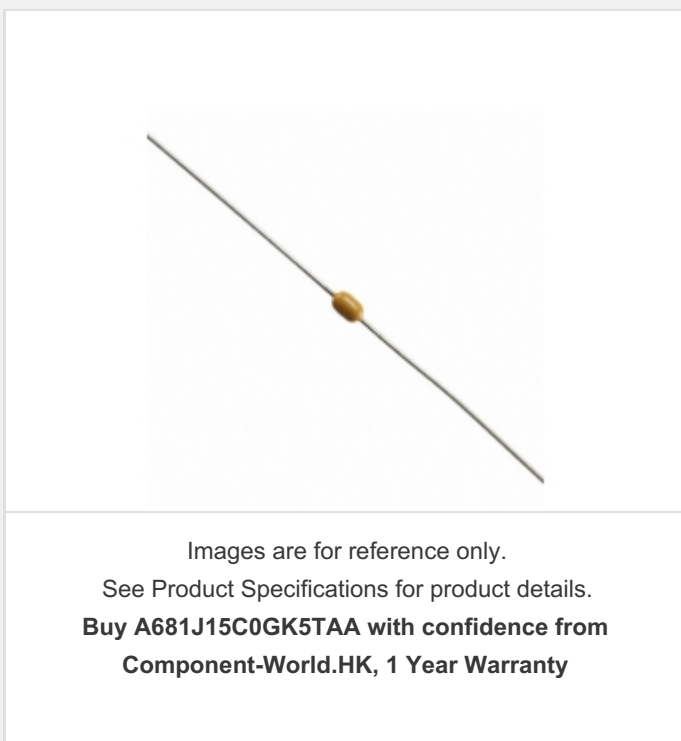 Images are for reference only.
See Product Specifications for product details.
Buy A681J15C0GK5TAA with confidence from
Component-World.HK, 1 Year Warranty